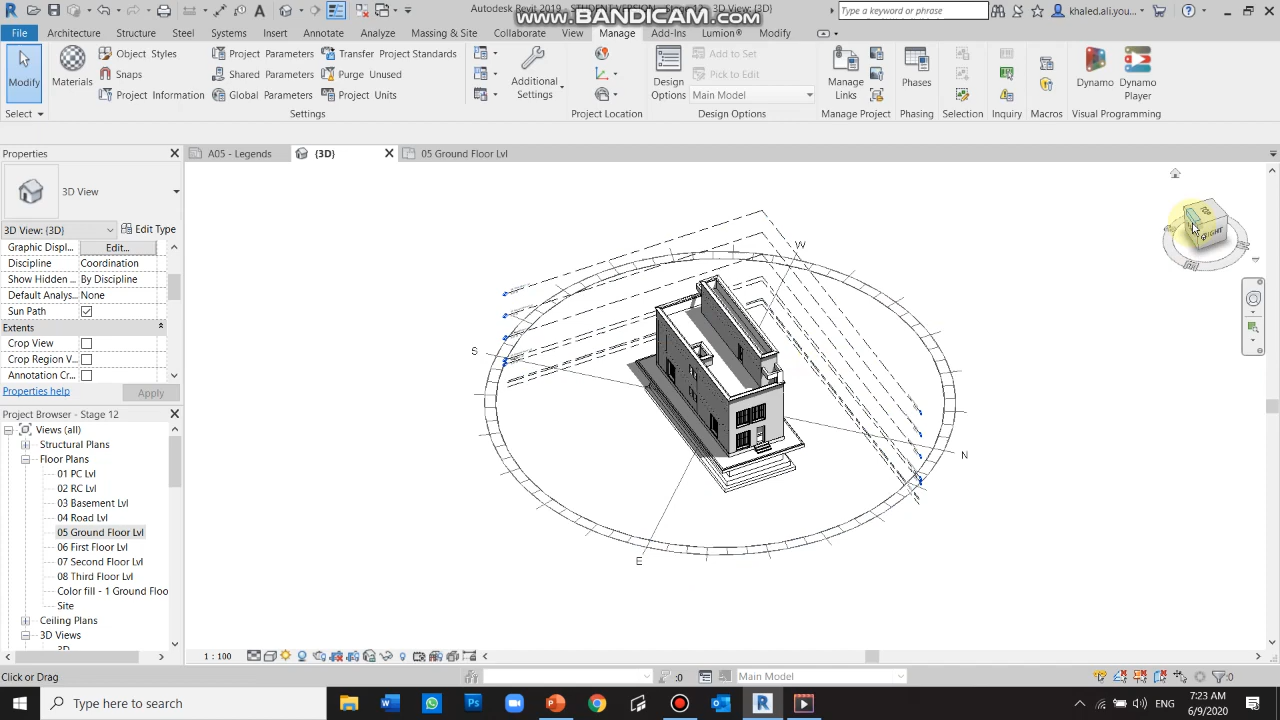 Autodesk Revit 2019 - STUDENT VERSION - Stage 12 - 3D View: {3D}
www.BANDICAM.com
Type a keyword or phrase
khaled.ali.you...
File Architecture Structure Steel Systems Insert Annotate Analyze Massing & Site Collaborate View Manage Add-Ins Lumion® Modify
Modify
Materials
Object Styles
Snaps
Project Information
Project Parameters
Shared Parameters
Global Parameters
Transfer Project Standards
Purge Unused
Project Units
Additional Settings
Design Options
Add to Set
Pick to Edit
Main Model
Manage Links
Phases
Dynamo
Dynamo Player
Select
Settings
Project Location
Design Options
Manage Project
Phasing
Selection
Inquiry
Macros
Visual Programming
Properties
A05 - Legends
{3D}
05 Ground Floor Lvl
3D View
3D View: {3D}
Edit Type
Graphic Displ... Edit...
Discipline Coordination
Show Hidden ... By Discipline
Default Analys... None
Sun Path
Extents
Crop View
Crop Region V...
Annotation Cr...
Properties help
Apply
Project Browser - Stage 12
Views (all)
Structural Plans
Floor Plans
01 PC Lvl
02 RC Lvl
03 Basement Lvl
04 Road Lvl
05 Ground Floor Lvl
06 First Floor Lvl
07 Second Floor Lvl
08 Third Floor Lvl
Color fill - 1 Ground Floo
Site
Ceiling Plans
3D Views
W
S
N
E
TOP
RIGHT
1 : 100
Click or Drag
:0
Main Model
:0
Type here to search
ENG
7:23 AM
6/9/2020